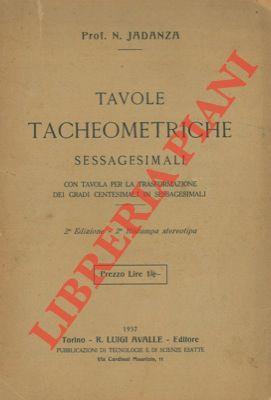 Prof. N. JADANZA
TAVOLE
TACHEOMETRICHE
SESSAGESIMALI
CON TAVOLA PER LA TRASFORMAZIONE
DEI GRADI CENTESIMALI IN SESSAGESIMALI
2ª Edizione - 2ª Ristampa stereotipa
Prezzo Lire
1932
Torino - R. LUIGI AVALLE - Editore
PUBBLICAZIONI DI TECNOLOGIE E DI SCIENZE ESATTE
Via Cardinal Maurizio, 11
LIBRERIA PIANI